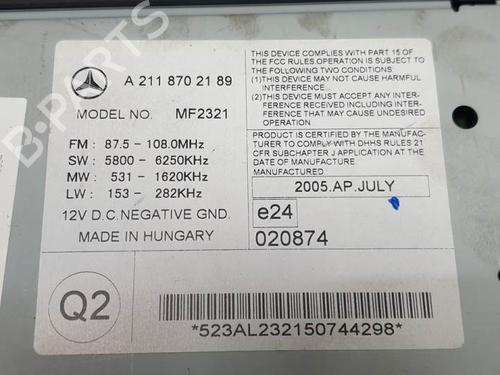 A 211 870 21 89
MODEL NO. MF2321
FM : 87.5 - 108.0MHz
SW : 5800 - 6250KHz
MW : 531 - 1620KHz
LW : 153 - 282KHz
12V D.C.NEGATIVE GND.
MADE IN HUNGARY
THIS DEVICE COMPLIES WITH PART 15 OF
THE FCC RULES OPERATION IS SUBJECT TO
THE FOLLOWING TWO CONDITIONS.
(1) THIS DEVICE MAY NOT CAUSE HARMFUL
INTERFERENCE.
(2) THIS DEVICE MUST ACCEPT ANY INTER-
FERENCE RECEIVED, INCLUDING INTER-
FERENCE THAT MAY CAUSE
UNDESIRED OPERATION.
PRODUCT IS CERTIFIED BY THE MANUFAC-
TURER TO COMPLY WITH DHHS RULES 21
CFR SUBCHAPTER J APPLICATION AT THE
DATE OF MANUFACTURE
MANUFACTURED
2005.AP.JULY
e24
020874
Q2
*523AL232150744298*
B-PARTS